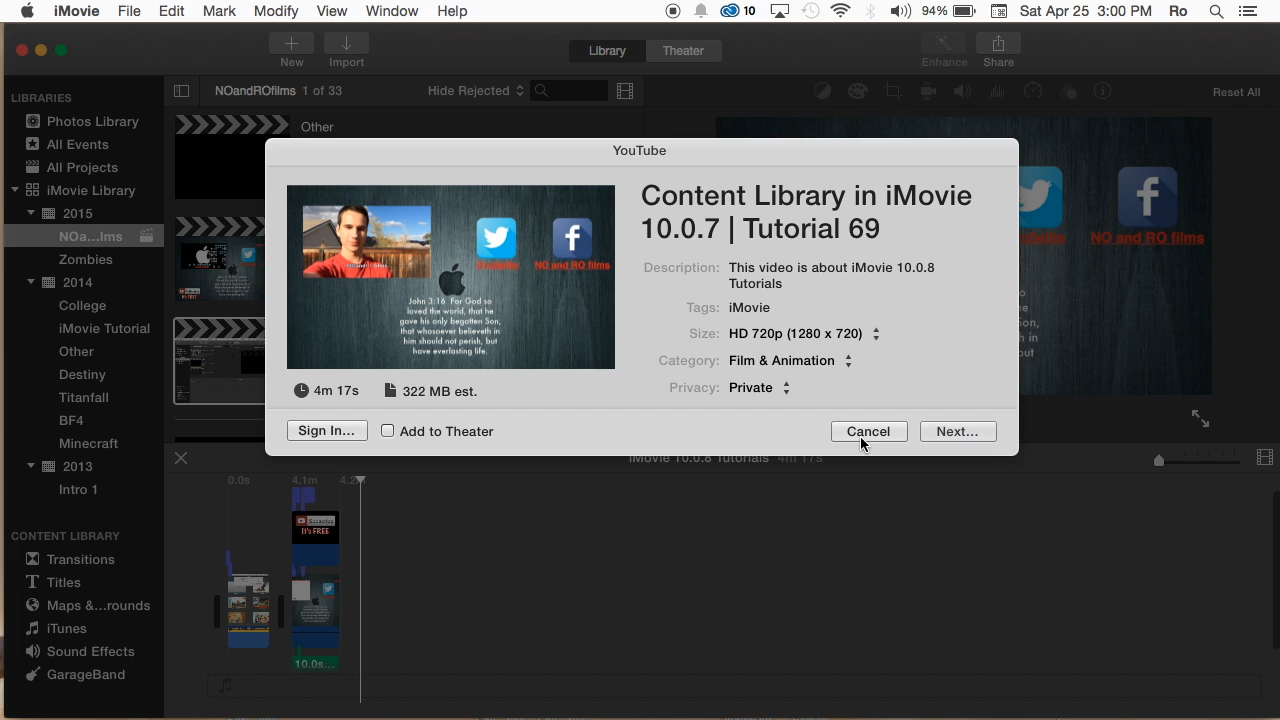 iMovie File Edit Mark Modify View Window Help 10 94% Sat Apr 25 3:00 PM Ro
New Import Library Theater Enhance Share
LIBRARIES
Photos Library
All Events
All Projects
iMovie Library
2015
NOa...lms
Zombies
2014
College
iMovie Tutorial
Other
Destiny
Titanfall
BF4
Minecraft
2013
Intro 1
CONTENT LIBRARY
Transitions
Titles
Maps &...rounds
iTunes
Sound Effects
GarageBand
NOandROfilms 1 of 33 Hide Rejected
Reset All
Other
NO and RO films
YouTube
NO and RO films
John 3:16 For God so
loved the world, that he
gave his only begotten Son,
that whosoever believeth in
him should not perish, but
have everlasting life.
4m 17s 322 MB est.
Content Library in iMovie
10.0.7 | Tutorial 69
Description: This video is about iMovie 10.0.8
Tutorials
Tags: iMovie
Size: HD 720p (1280 x 720)
Category: Film & Animation
Privacy: Private
Sign In... Add to Theater Cancel Next...
iMovie 10.0.8 Tutorials 4m 17s
0.0s 4.1m
It's FREE
10.0s...